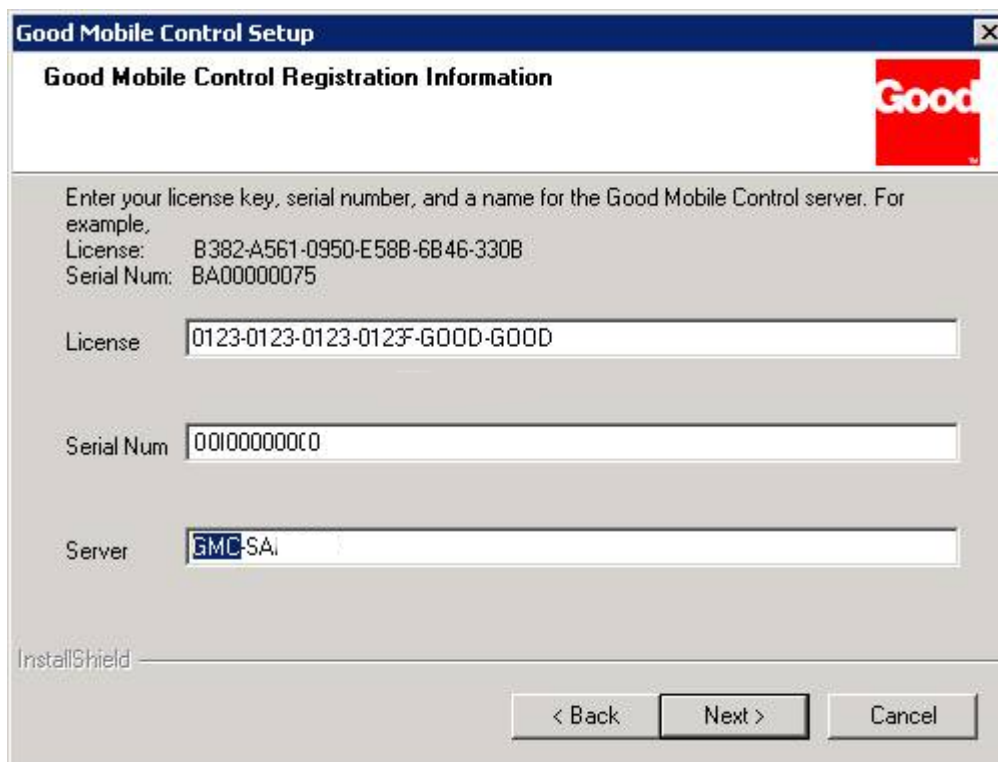 Good Mobile Control Setup
Good Mobile Control Registration Information
Good
Enter your license key, serial number, and a name for the Good Mobile Control server. For
example,
License: B382-A561-0950-E58B-6B46-330B
Serial Num: BA00000075
License 0123-0123-0123-0123F-GOOD-GOOD
Serial Num
Server GMC-SA
InstallShield
< Back Next > Cancel